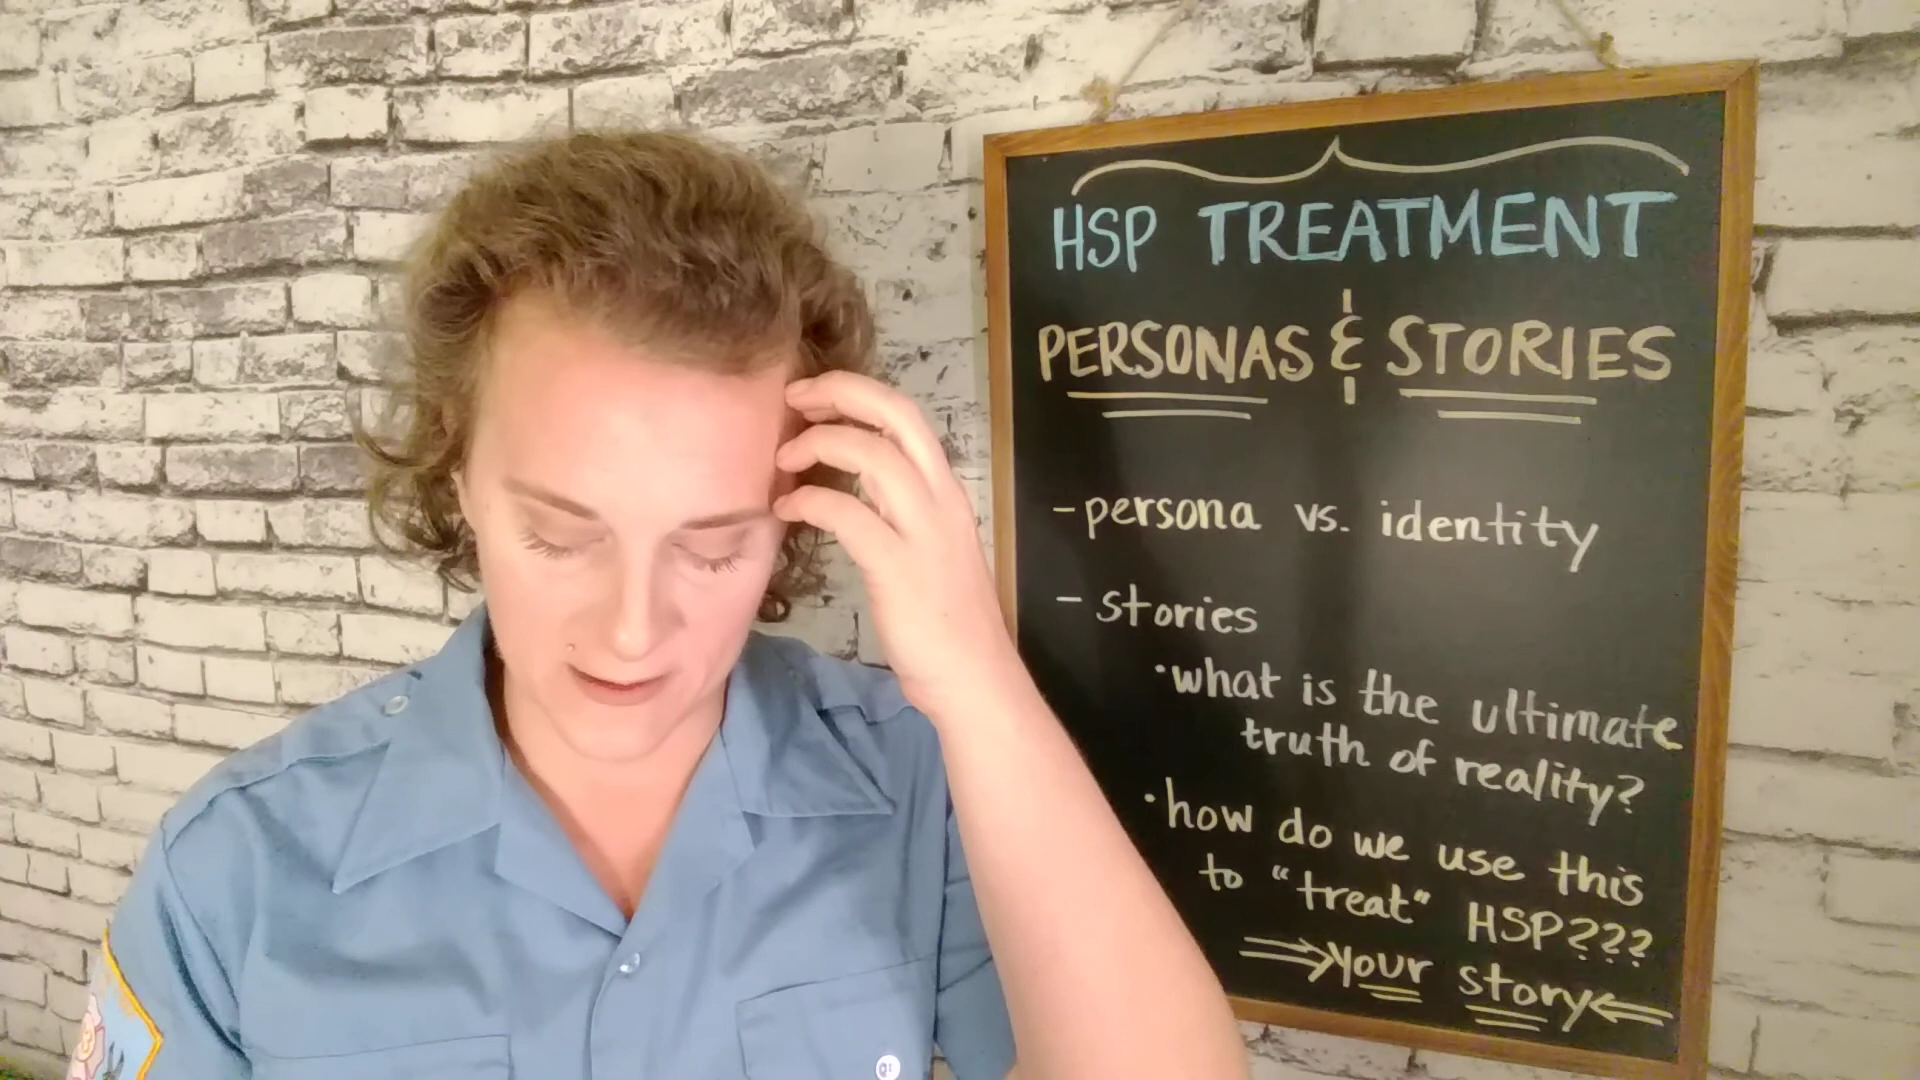 HSP TREATMENT
PERSONAS & STORIES
- persona vs. identity
- stories
·what is the ultimate
truth of reality?
·how do we use this
to "treat" HSP???
⇒your story⇐